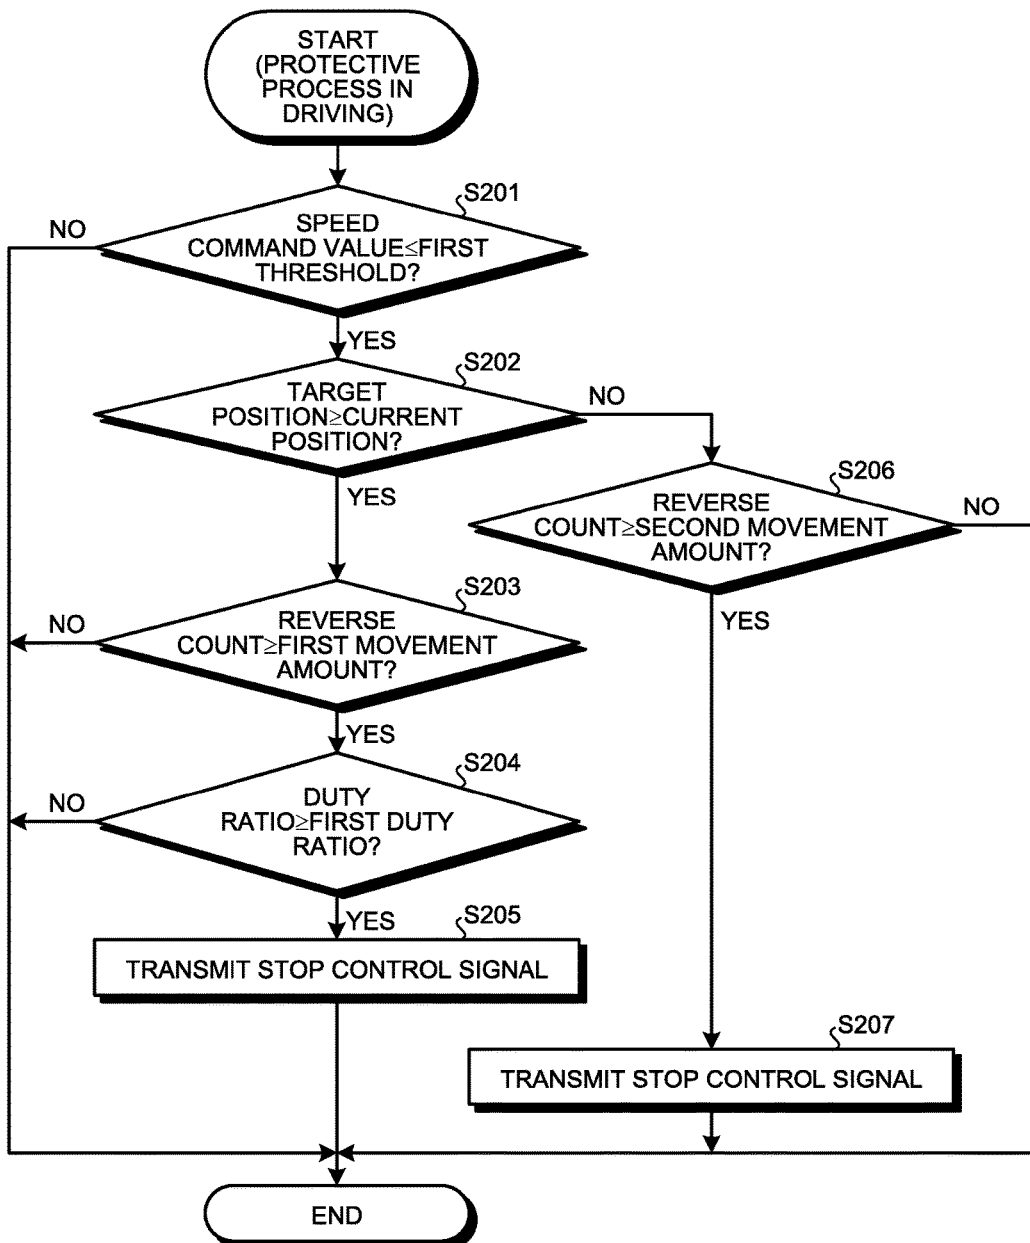 START
(PROTECTIVE
PROCESS IN
DRIVING)
S201
NO
SPEED
COMMAND VALUE≤FIRST
THRESHOLD?
YES
S202
TARGET
POSITION≥CURRENT
POSITION?
NO
YES
S206
REVERSE
COUNT≥SECOND MOVEMENT
AMOUNT?
NO
YES
S203
NO
REVERSE
COUNT≥FIRST MOVEMENT
AMOUNT?
YES
S204
NO
DUTY
RATIO≥FIRST DUTY
RATIO?
YES
S205
TRANSMIT STOP CONTROL SIGNAL
S207
TRANSMIT STOP CONTROL SIGNAL
END